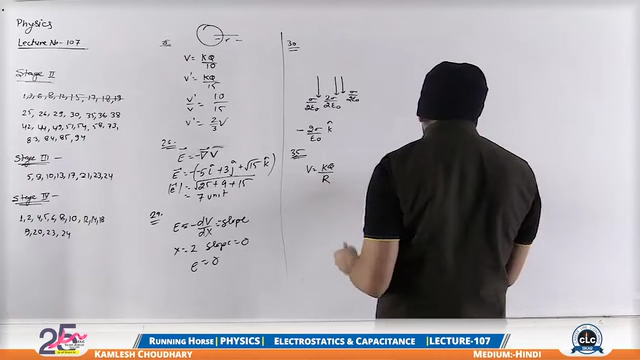 Physics
Lecture No- 107
Stage II
1, 2, 6, 8, 12, 15, 17, 18, 19
25, 26, 29, 30, 35, 36, 38
42, 44, 49, 51, 54, 58, 73,
83, 84, 85, 94
Stage III -
5, 8, 10, 13, 17, 21, 23, 24
Stage IV -
1, 2, 4, 5, 6, 8, 10, 12, 14, 18
9, 20, 23, 24
r
V = KQ/10
V' = KQ/15
V'/V = 10/15
V' = 2/3 V
26.
E = -∇V
E = -(-5î + 3ĵ + √15 k̂)
|E| = √25 + 9 + 15
= 7 unit
29.
E = -dV/dx = slope
x = 2 slope = 0
E = 0
30
σ/2ε₀ 2σ/2ε₀ σ/2ε₀
- 2σ/ε₀ k̂
35
V = KQ/R
25
RUNNING HORSE | PHYSICS | ELECTROSTATICS & CAPACITANCE | LECTURE-107
KAMLESH CHOUDHARY
MEDIUM:-HINDI
CLC